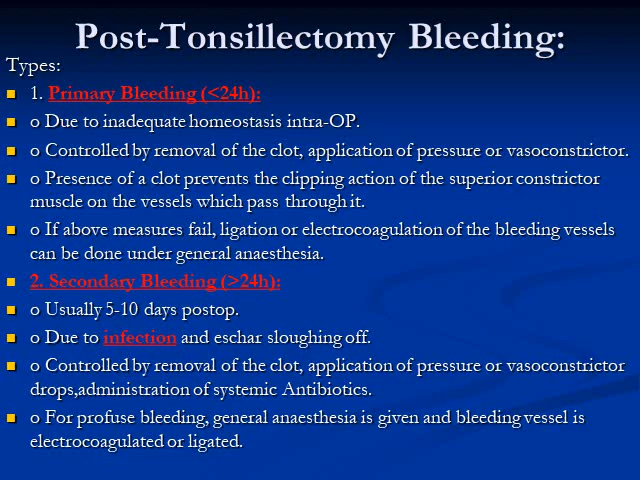 Post-Tonsillectomy Bleeding:
Types:
1. Primary Bleeding (<24h):
o Due to inadequate homeostasis intra-OP.
o Controlled by removal of the clot, application of pressure or vasoconstrictor.
o Presence of a clot prevents the clipping action of the superior constrictor
muscle on the vessels which pass through it.
o If above measures fail, ligation or electrocoagulation of the bleeding vessels
can be done under general anaesthesia.
2. Secondary Bleeding (>24h):
o Usually 5-10 days postop.
o Due to infection and eschar sloughing off.
o Controlled by removal of the clot, application of pressure or vasoconstrictor
drops,administration of systemic Antibiotics.
o For profuse bleeding, general anaesthesia is given and bleeding vessel is
electrocoagulated or ligated.